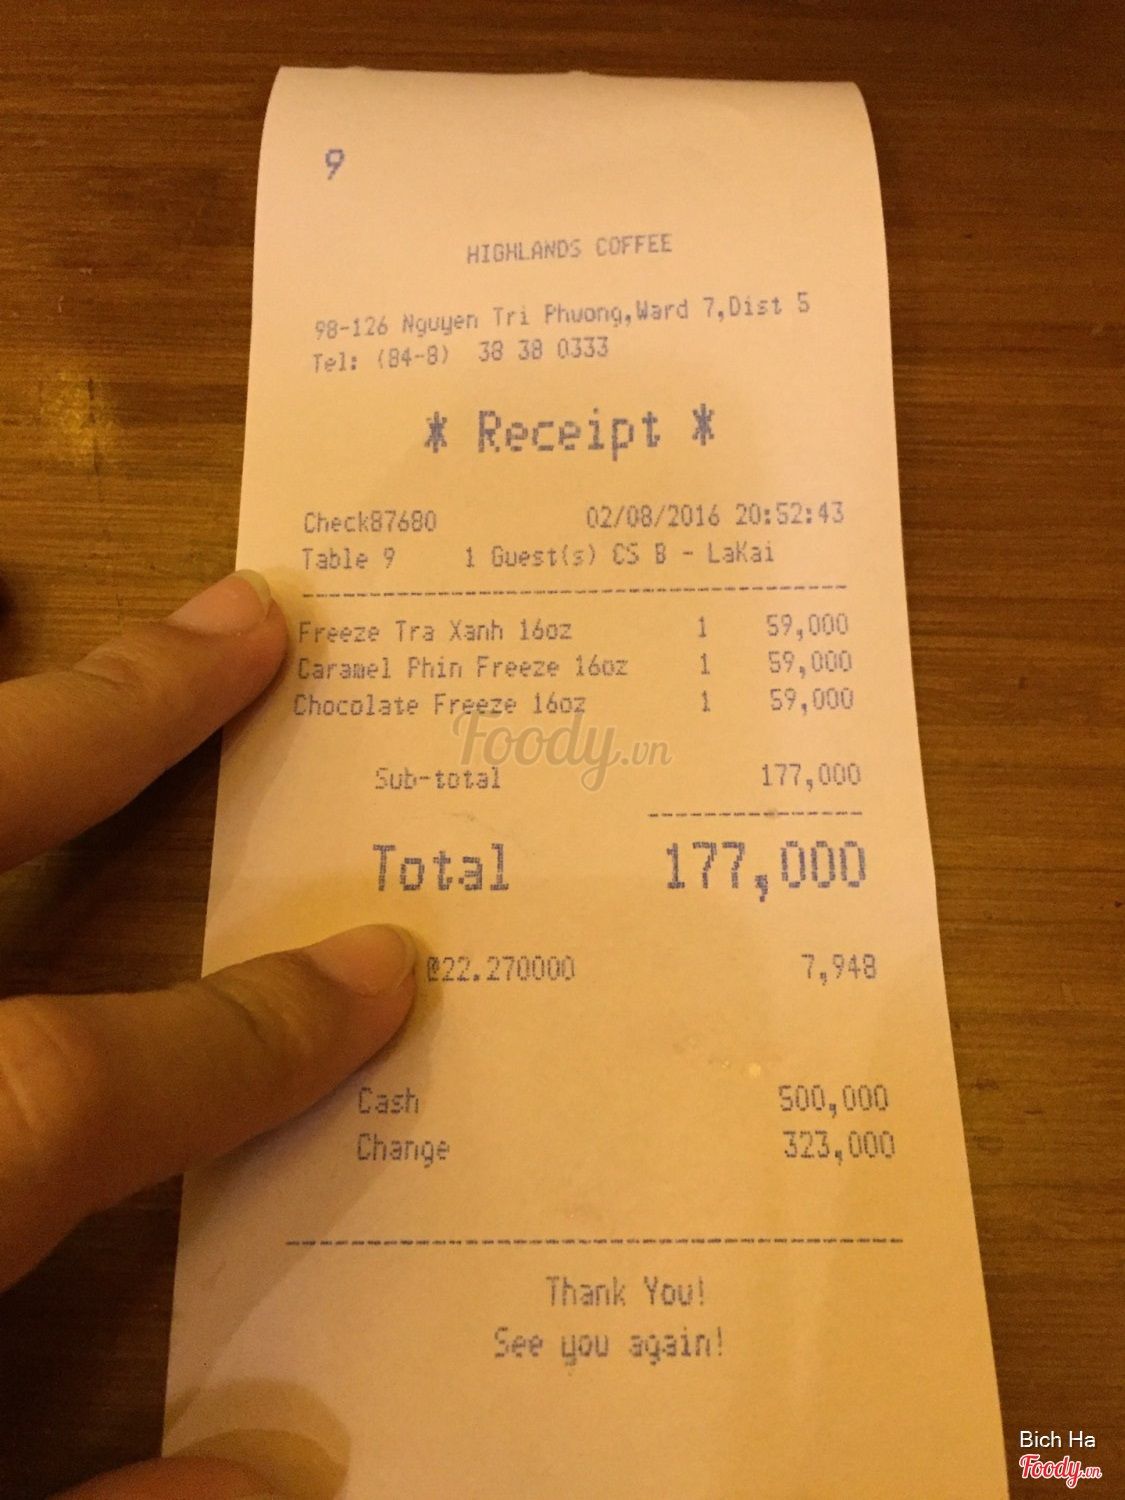 9
HIGHLANDS COFFEE
98-126 Nguyen Tri Phuong,Ward 7,Dist 5
Tel: (84-8) 38 38 0333
* Receipt *
Check87680 02/08/2016 20:52:43
Table 9 1 Guest(s) CS B - LaKai
Freeze Tra Xanh 16oz 1 59,000
Caramel Phin Freeze 16oz 1 59,000
Chocolate Freeze 16oz 1 59,000
Foody.vn
Sub-total 177,000
Total 177,000
@22.270000 7,948
Cash 500,000
Change 323,000
Thank You!
See you again!
Bich Ha
Foody.vn